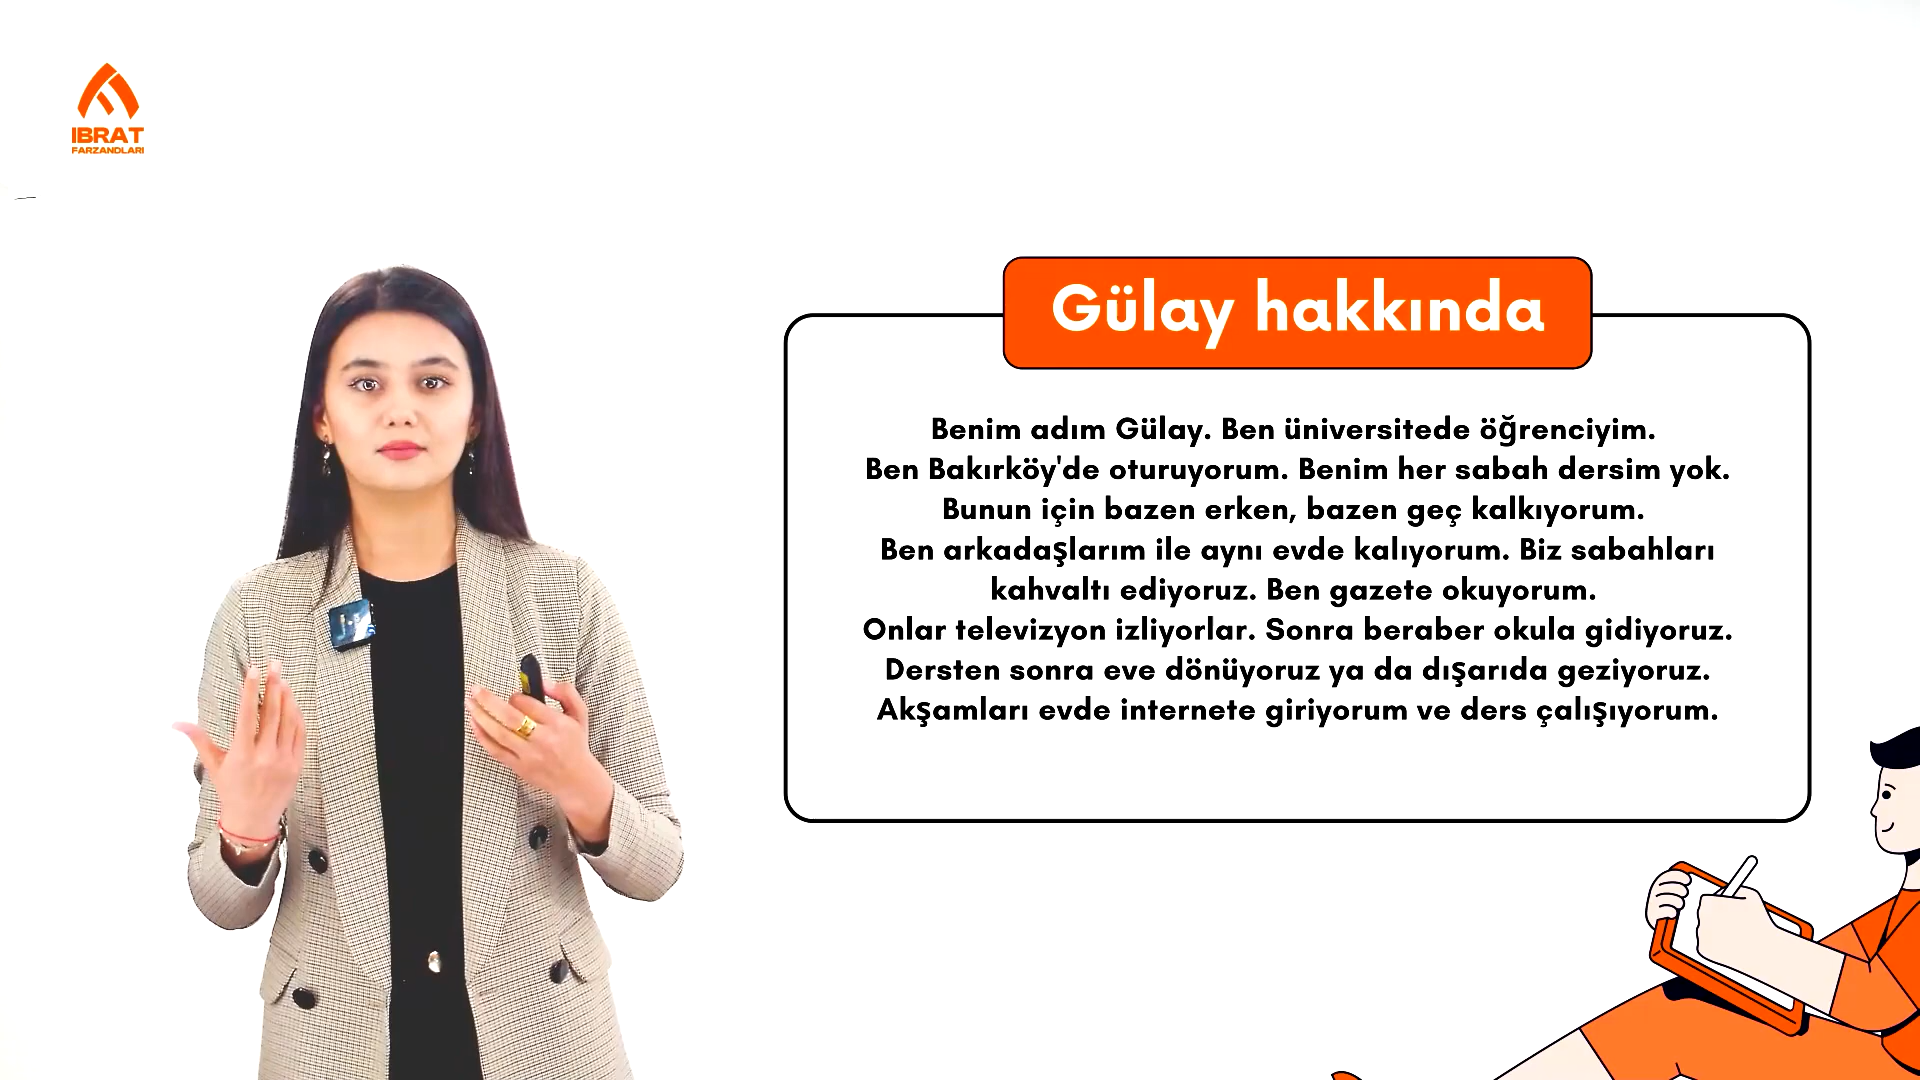 IBRAT
FARZANDLARI
Gülay hakkında
Benim adım Gülay. Ben üniversitede öğrenciyim.
Ben Bakırköy'de oturuyorum. Benim her sabah dersim yok.
Bunun için bazen erken, bazen geç kalkıyorum.
Ben arkadaşlarım ile aynı evde kalıyorum. Biz sabahları
kahvaltı ediyoruz. Ben gazete okuyorum.
Onlar televizyon izliyorlar. Sonra beraber okula gidiyoruz.
Dersten sonra eve dönüyoruz ya da dışarıda geziyoruz.
Akşamları evde internete giriyorum ve ders çalışıyorum.